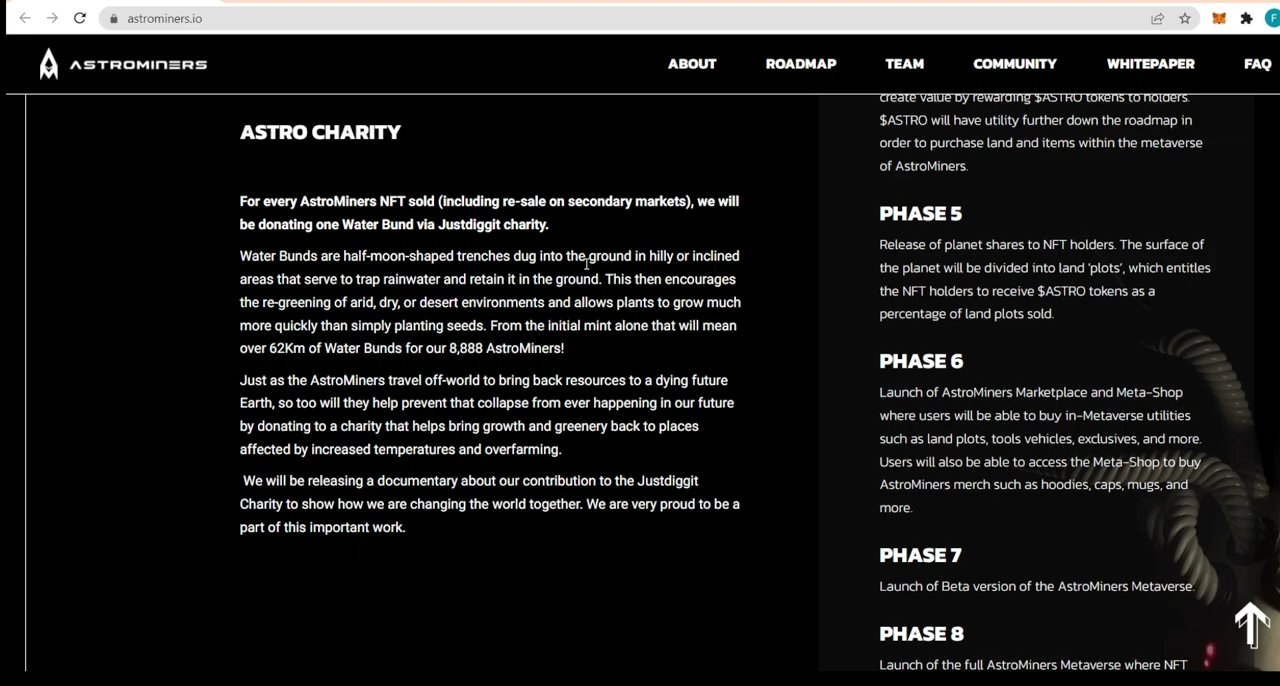 astrominers.io
F
ASTROMINERS
ABOUT
ROADMAP
TEAM
COMMUNITY
WHITEPAPER
FAQ
ASTRO CHARITY
For every AstroMiners NFT sold (including re-sale on secondary markets), we will
be donating one Water Bund via Justdiggit charity.
Water Bunds are half-moon-shaped trenches dug into the ground in hilly or inclined
areas that serve to trap rainwater and retain it in the ground. This then encourages
the re-greening of arid, dry, or desert environments and allows plants to grow much
more quickly than simply planting seeds. From the initial mint alone that will mean
over 62Km of Water Bunds for our 8,888 AstroMiners!
Just as the AstroMiners travel off-world to bring back resources to a dying future
Earth, so too will they help prevent that collapse from ever happening in our future
by donating to a charity that helps bring growth and greenery back to places
affected by increased temperatures and overfarming.
We will be releasing a documentary about our contribution to the Justdiggit
Charity to show how we are changing the world together. We are very proud to be a
part of this important work.
create value by rewarding $ASTRO tokens to holders.
$ASTRO will have utility further down the roadmap in
order to purchase land and items within the metaverse
of AstroMiners.
PHASE 5
Release of planet shares to NFT holders. The surface of
the planet will be divided into land 'plots', which entitles
the NFT holders to receive $ASTRO tokens as a
percentage of land plots sold.
PHASE 6
Launch of AstroMiners Marketplace and Meta-Shop
where users will be able to buy in-Metaverse utilities
such as land plots, tools vehicles, exclusives, and more.
Users will also be able to access the Meta-Shop to buy
AstroMiners merch such as hoodies, caps, mugs, and
more.
PHASE 7
Launch of Beta version of the AstroMiners Metaverse.
PHASE 8
Launch of the full AstroMiners Metaverse where NFT